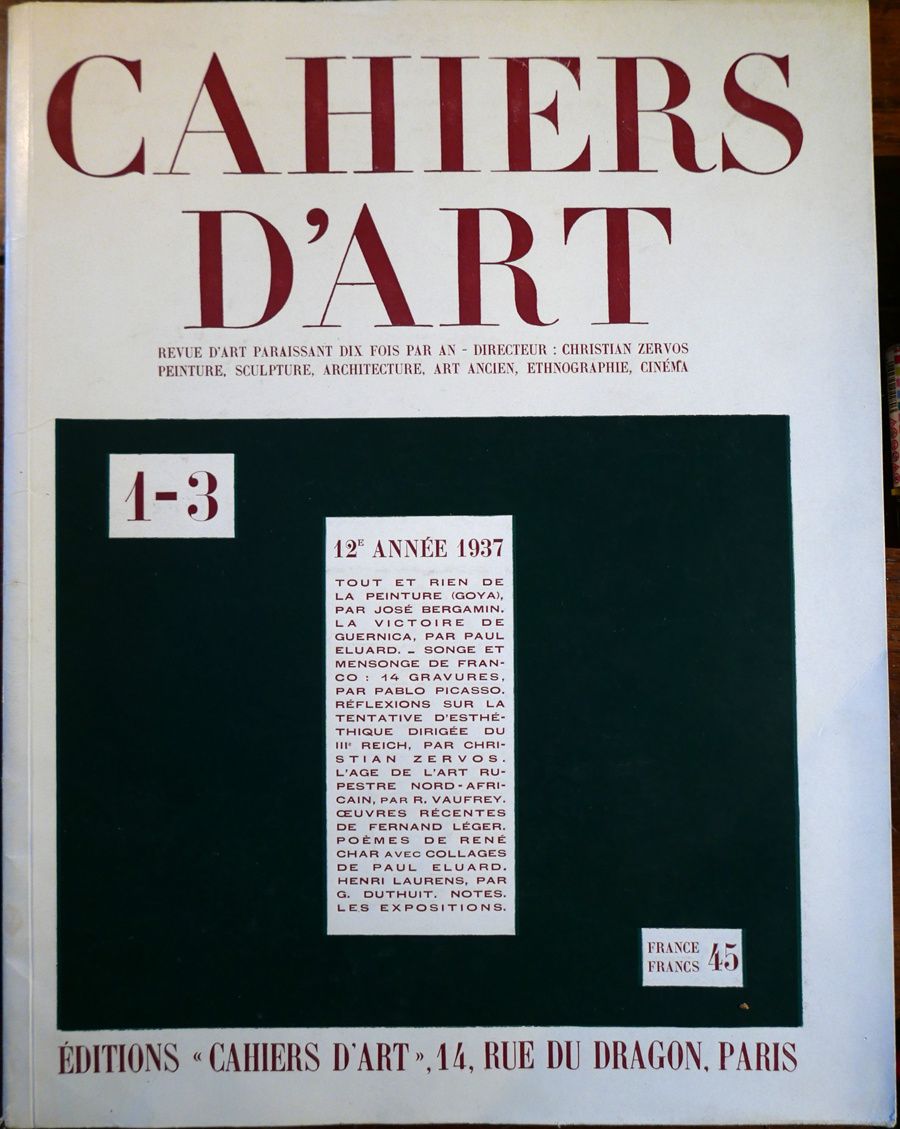 CAHIERS
D'ART
REVUE D'ART PARAISSANT DIX FOIS PAR AN - DIRECTEUR : CHRISTIAN ZERVOS
PEINTURE, SCULPTURE, ARCHITECTURE, ART ANCIEN, ETHNOGRAPHIE, CINÉMA
1-3
12E ANNÉE 1937
TOUT ET RIEN DE
LA PEINTURE (GOYA),
PAR JOSÉ BERGAMIN.
LA VICTOIRE DE
GUERNICA, PAR PAUL
ELUARD. – SONGE ET
MENSONGE DE FRAN-
CO : 14 GRAVURES,
PAR PABLO PICASSO.
RÉFLEXIONS SUR LA
TENTATIVE D'ESTHÉ-
THIQUE DIRIGÉE DU
IIIe REICH, PAR CHRI-
STIAN ZERVOS.
L'AGE DE L'ART RU-
PESTRE NORD-AFRI-
CAIN, PAR R. VAUFREY.
ŒUVRES RÉCENTES
DE FERNAND LÉGER.
POÈMES DE RENÉ
CHAR AVEC COLLAGES
DE PAUL ELUARD.
HENRI LAURENS, PAR
G. DUTHUIT. NOTES.
LES EXPOSITIONS.
FRANCE
FRANCS 45
ÉDITIONS « CAHIERS D'ART », 14, RUE DU DRAGON, PARIS